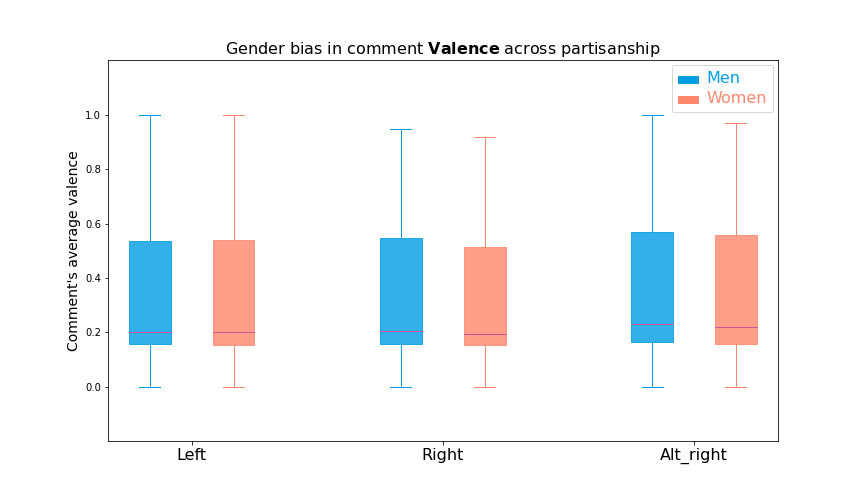 Gender bias in comment Valence across partisanship
Men
Women
Comment's average valence
1.0
0.8
0.6
0.4
0.2
0.0
Left
Right
Alt_right